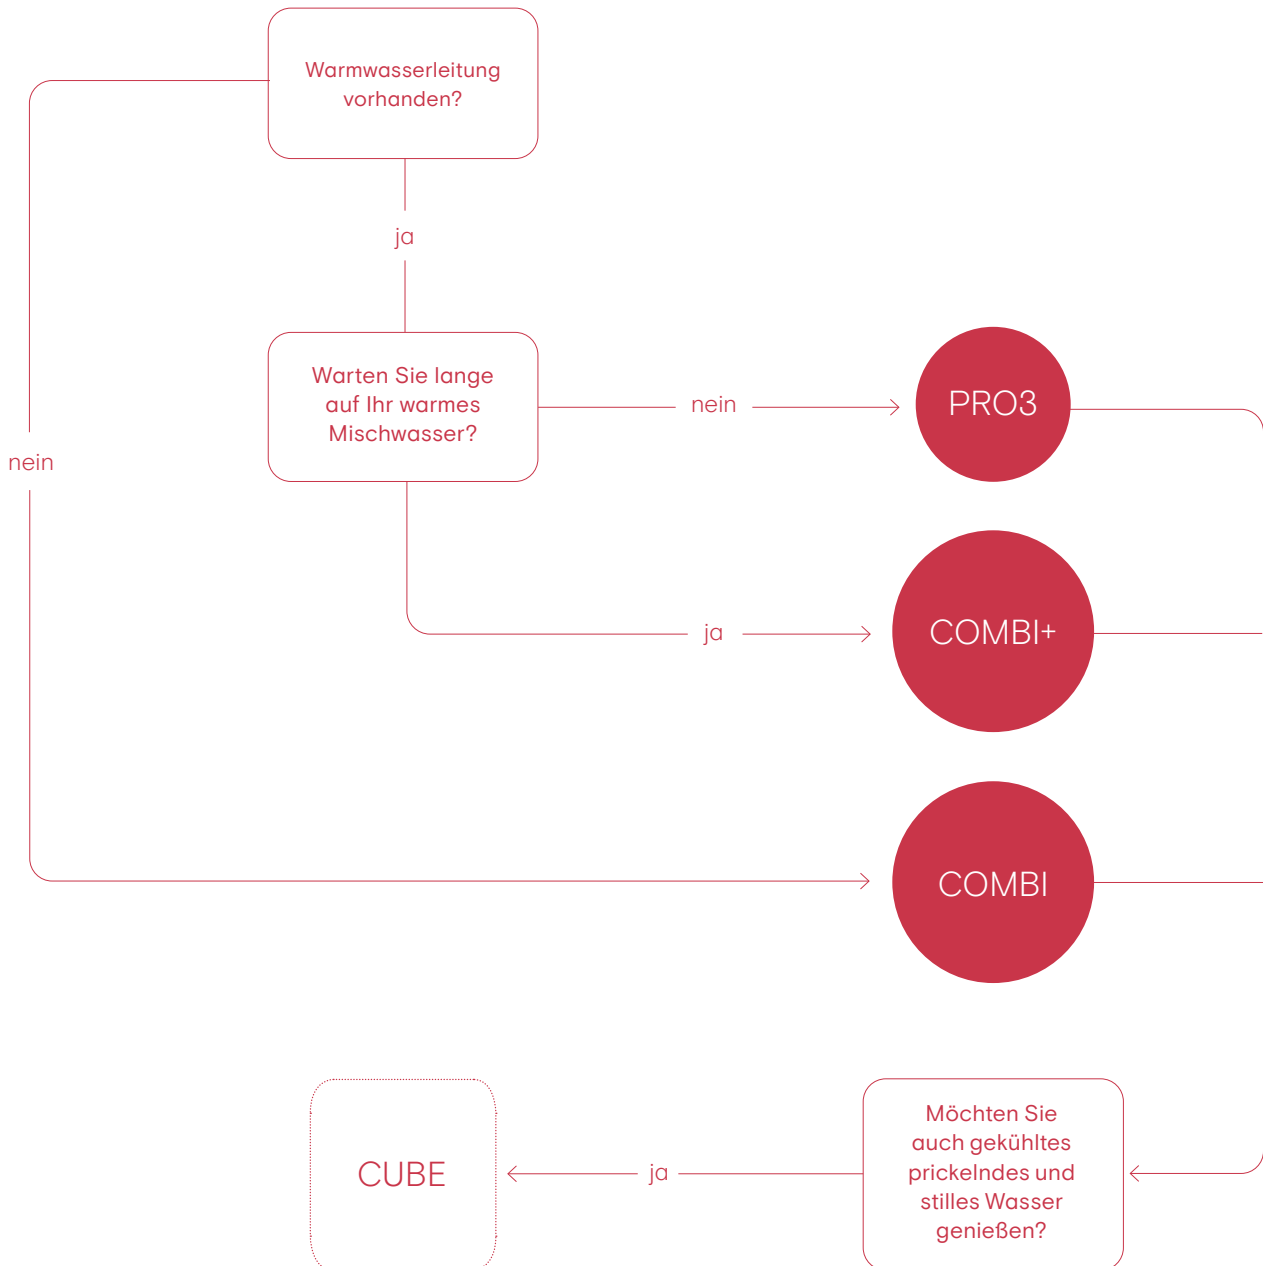 Warmwasserleitung
vorhanden?
ja
Warten Sie lange
auf Ihr warmes
Mischwasser?
nein
PRO3
nein
ja
COMBI+
COMBI
Möchten Sie
auch gekühltes
prickelndes und
stilles Wasser
genießen?
ja
CUBE